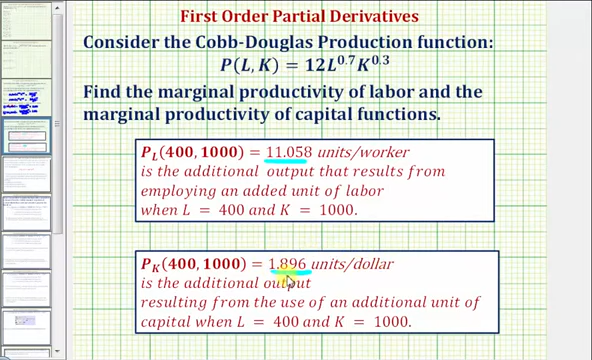 First Order Partial Derivatives
Consider the Cobb-Douglas Production function:
P(L, K) = 12L^0.7K^0.3
Find the marginal productivity of labor and the
marginal productivity of capital functions.
P_L(400, 1000) = 11.058 units/worker
is the additional output that results from
employing an added unit of labor
when L = 400 and K = 1000.
P_K(400, 1000) = 1.896 units/dollar
is the additional output
resulting from the use of an additional unit of
capital when L = 400 and K = 1000.